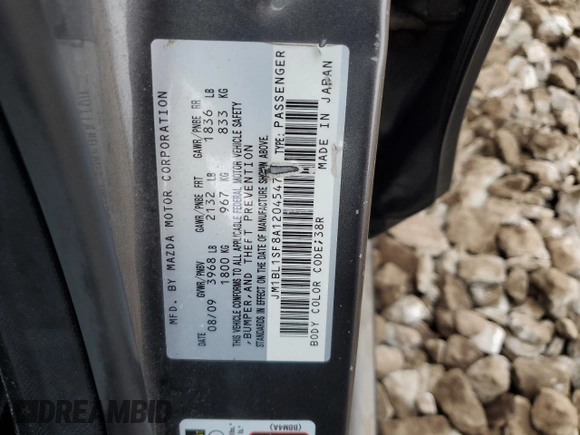 MFD. BY MAZDA MOTOR CORPORATION
DATE GVWR/PNBV GAWR/PNBE FRT GAWR/PNBE RR
08/09 3968 LB 2132 LB 1836 LB
1800 KG 967 KG 833 KG
THIS VEHICLE CONFORMS TO ALL APPLICABLE FEDERAL MOTOR VEHICLE SAFETY
,BUMPER,AND THEFT PREVENTION
STANDARDS IN EFFECT ON THE DATE OF MANUFACTURE SHOWN ABOVE.
JM1BL1SF8A1204547 TYPE: PASSENGER
BODY COLOR CODE;38R MADE IN JAPAN
(BBM4A)
DREAMBID